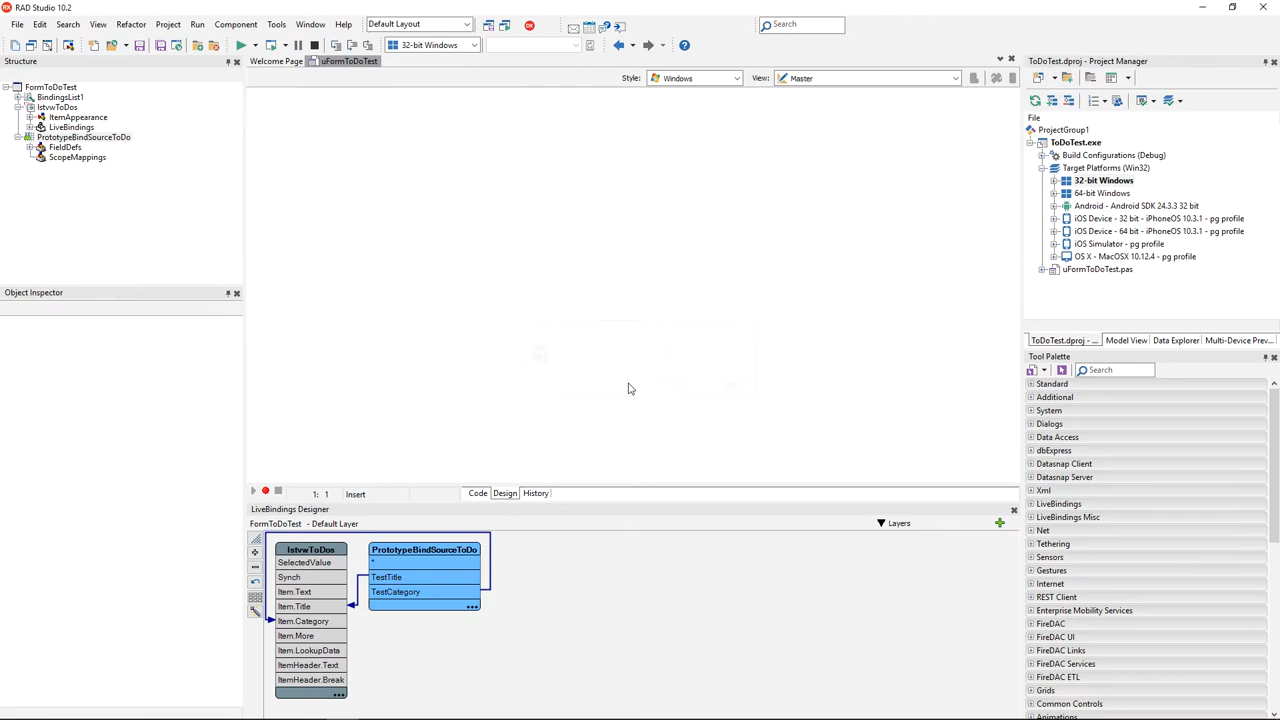 RAD Studio 10.2
File Edit Search View Refactor Project Run Component Tools Window Help
Default Layout
Search
32-bit Windows
Structure
Welcome Page
uFormToDoTest
ToDoTest.dproj - Project Manager
Style:
Windows
View:
Master
FormToDoTest
BindingsList1
lstvwToDos
ItemAppearance
LiveBindings
PrototypeBindSourceToDo
FieldDefs
ScopeMappings
File
ProjectGroup1
ToDoTest.exe
Build Configurations (Debug)
Target Platforms (Win32)
32-bit Windows
64-bit Windows
Android - Android SDK 24.3.3 32 bit
iOS Device - 32 bit - iPhoneOS 10.3.1 - pg profile
iOS Device - 64 bit - iPhoneOS 10.3.1 - pg profile
iOS Simulator - pg profile
OS X - MacOSX 10.12.4 - pg profile
uFormToDoTest.pas
Object Inspector
ToDoTest.dproj - ...
Model View
Data Explorer
Multi-Device Prev...
Tool Palette
Search
Standard
Additional
System
Dialogs
Data Access
dbExpress
Datasnap Client
Datasnap Server
Xml
LiveBindings
LiveBindings Misc
Net
Tethering
Sensors
Gestures
Internet
REST Client
Enterprise Mobility Services
FireDAC
FireDAC UI
FireDAC Links
FireDAC Services
FireDAC ETL
Grids
Common Controls
Animations
1: 1
Insert
Code
Design
History
LiveBindings Designer
FormToDoTest - Default Layer
Layers
lstvwToDos
SelectedValue
Synch
Item.Text
Item.Title
Item.Category
Item.More
Item.LookupData
ItemHeader.Text
ItemHeader.Break
...
PrototypeBindSourceToDo
*
TestTitle
TestCategory
...